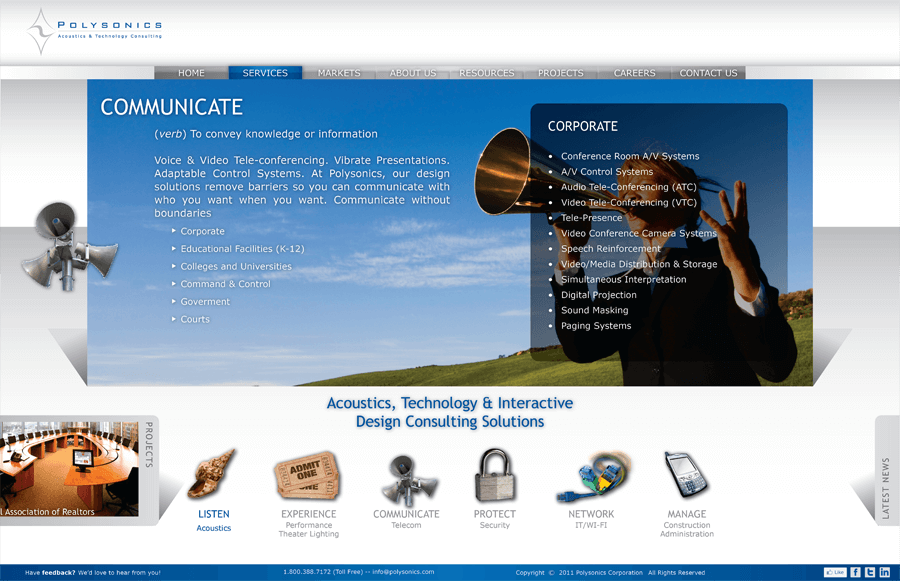 POLYSONICS
Acoustics & Technology Consulting
HOME SERVICES MARKETS ABOUT US RESOURCES PROJECTS CAREERS CONTACT US
COMMUNICATE
(verb) To convey knowledge or information
Voice & Video Tele-conferencing. Vibrate Presentations.
Adaptable Control Systems. At Polysonics, our design
solutions remove barriers so you can communicate with
who you want when you want. Communicate without
boundaries
Corporate
Educational Facilities (K-12)
Colleges and Universities
Command & Control
Goverment
Courts
CORPORATE
• Conference Room A/V Systems
• A/V Control Systems
• Audio Tele-Conferencing (ATC)
• Video Tele-Conferencing (VTC)
• Tele-Presence
• Video Conference Camera Systems
• Speech Reinforcement
• Video/Media Distribution & Storage
• Simultaneous Interpretation
• Digital Projection
• Sound Masking
• Paging Systems
Acoustics, Technology & Interactive
Design Consulting Solutions
PROJECTS
l Association of Realtors
LISTEN
Acoustics
ADMIT
ONE
ONE
EXPERIENCE
Performance
Theater Lighting
COMMUNICATE
Telecom
PROTECT
Security
NETWORK
IT/WI-FI
MANAGE
Construction
Administration
LATEST NEWS
Have feedback? We'd love to hear from you!
1.800.388.7172 (Toll Free) -- info@polysonics.com
Copyright © 2011 Polysonics Corporation All Rights Reserved
Like